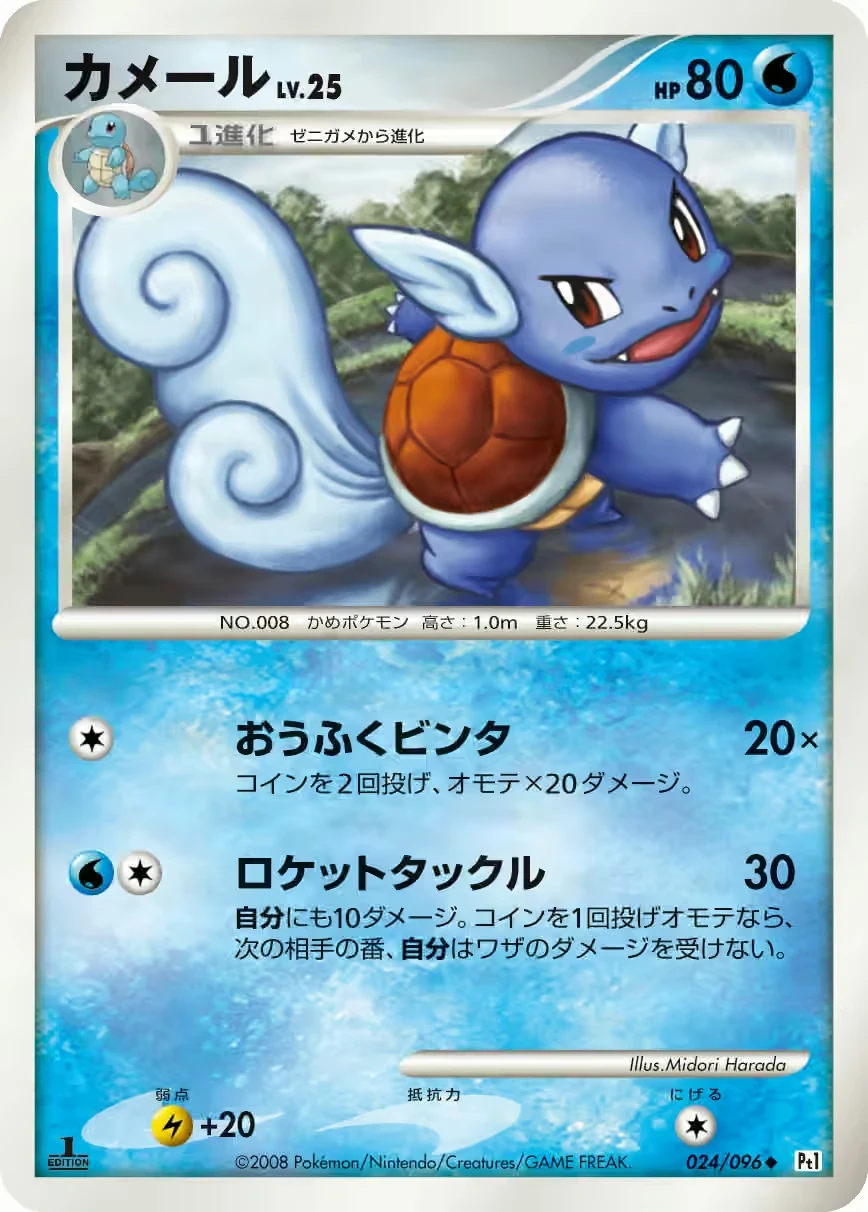 カメール LV.25 HP 80
1進化 ゼニガメから進化
NO.008 かめポケモン 高さ：1.0m 重さ：22.5kg
おうふくビンタ 20×
コインを2回投げ、オモテ×20ダメージ。
ロケットタックル 30
自分にも10ダメージ。コインを1回投げオモテなら、
次の相手の番、自分はワザのダメージを受けない。
Illus.Midori Harada
弱点 抵抗力 にげる
+20
1 EDITION
©2008 Pokémon/Nintendo/Creatures/GAME FREAK. 024/096 Pt1